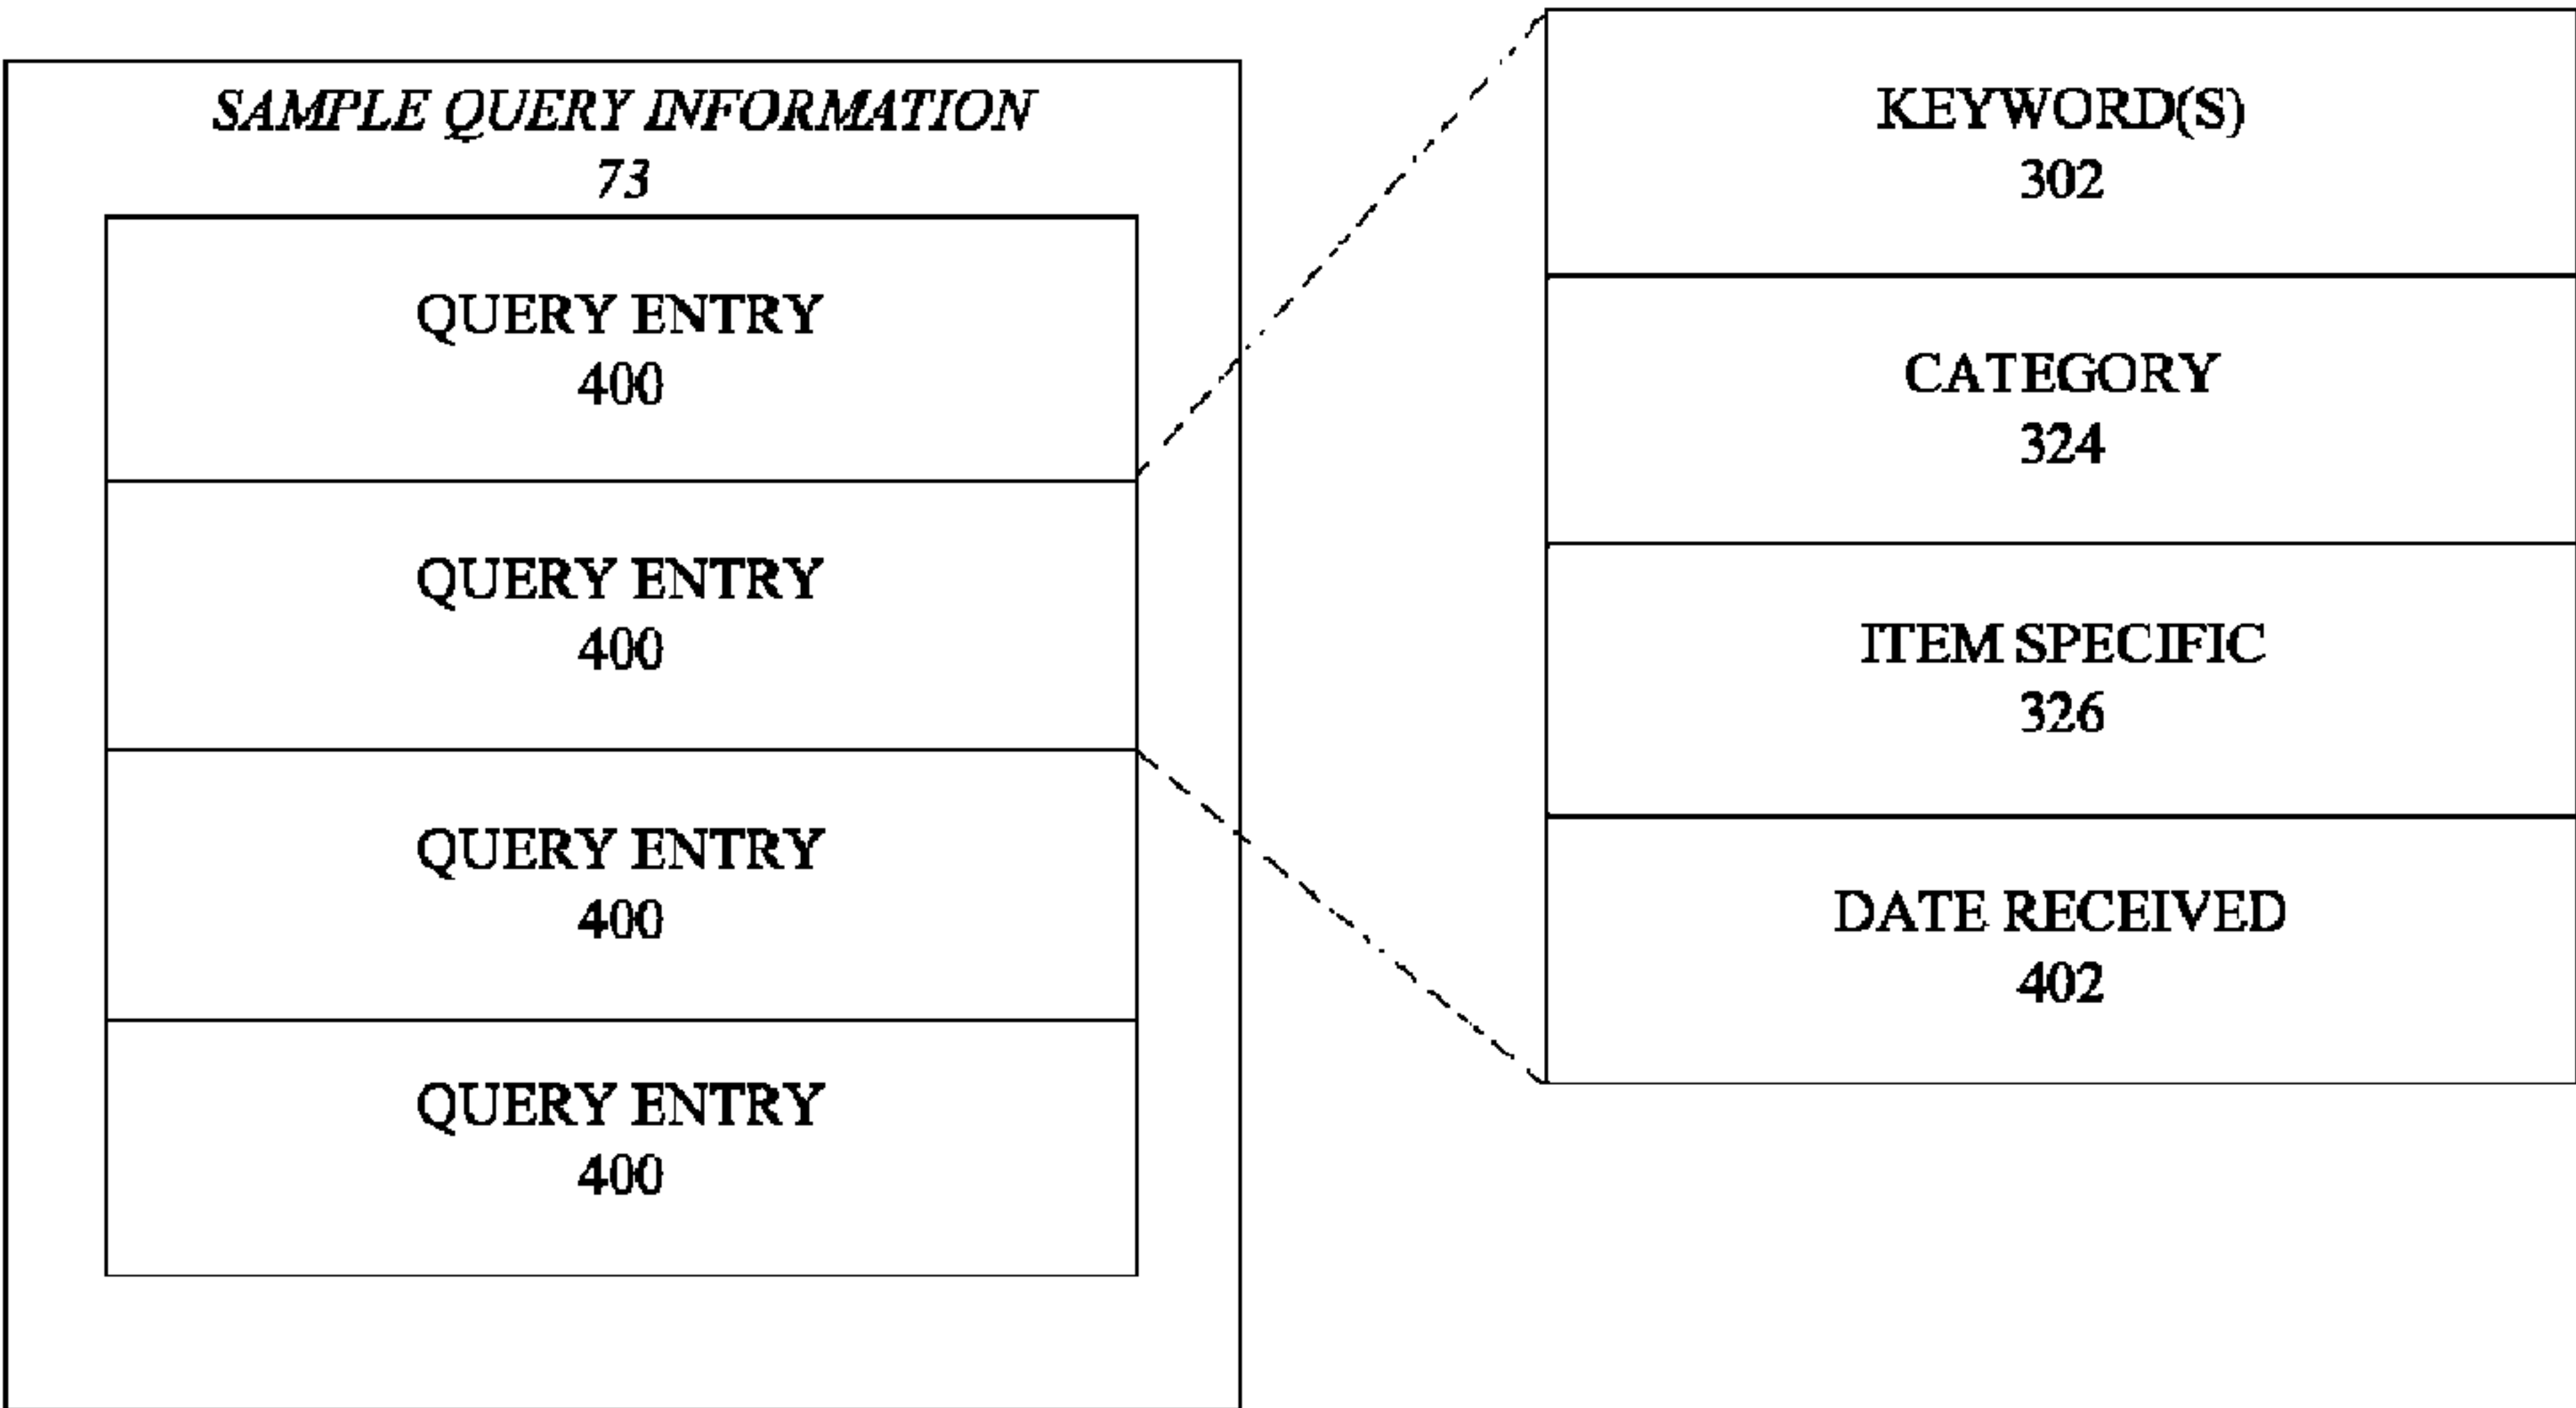 SAMPLE QUERY INFORMATION
73
QUERY ENTRY
400
QUERY ENTRY
400
QUERY ENTRY
400
QUERY ENTRY
400
KEYWORD(S)
302
CATEGORY
324
ITEM SPECIFIC
326
DATE RECEIVED
402